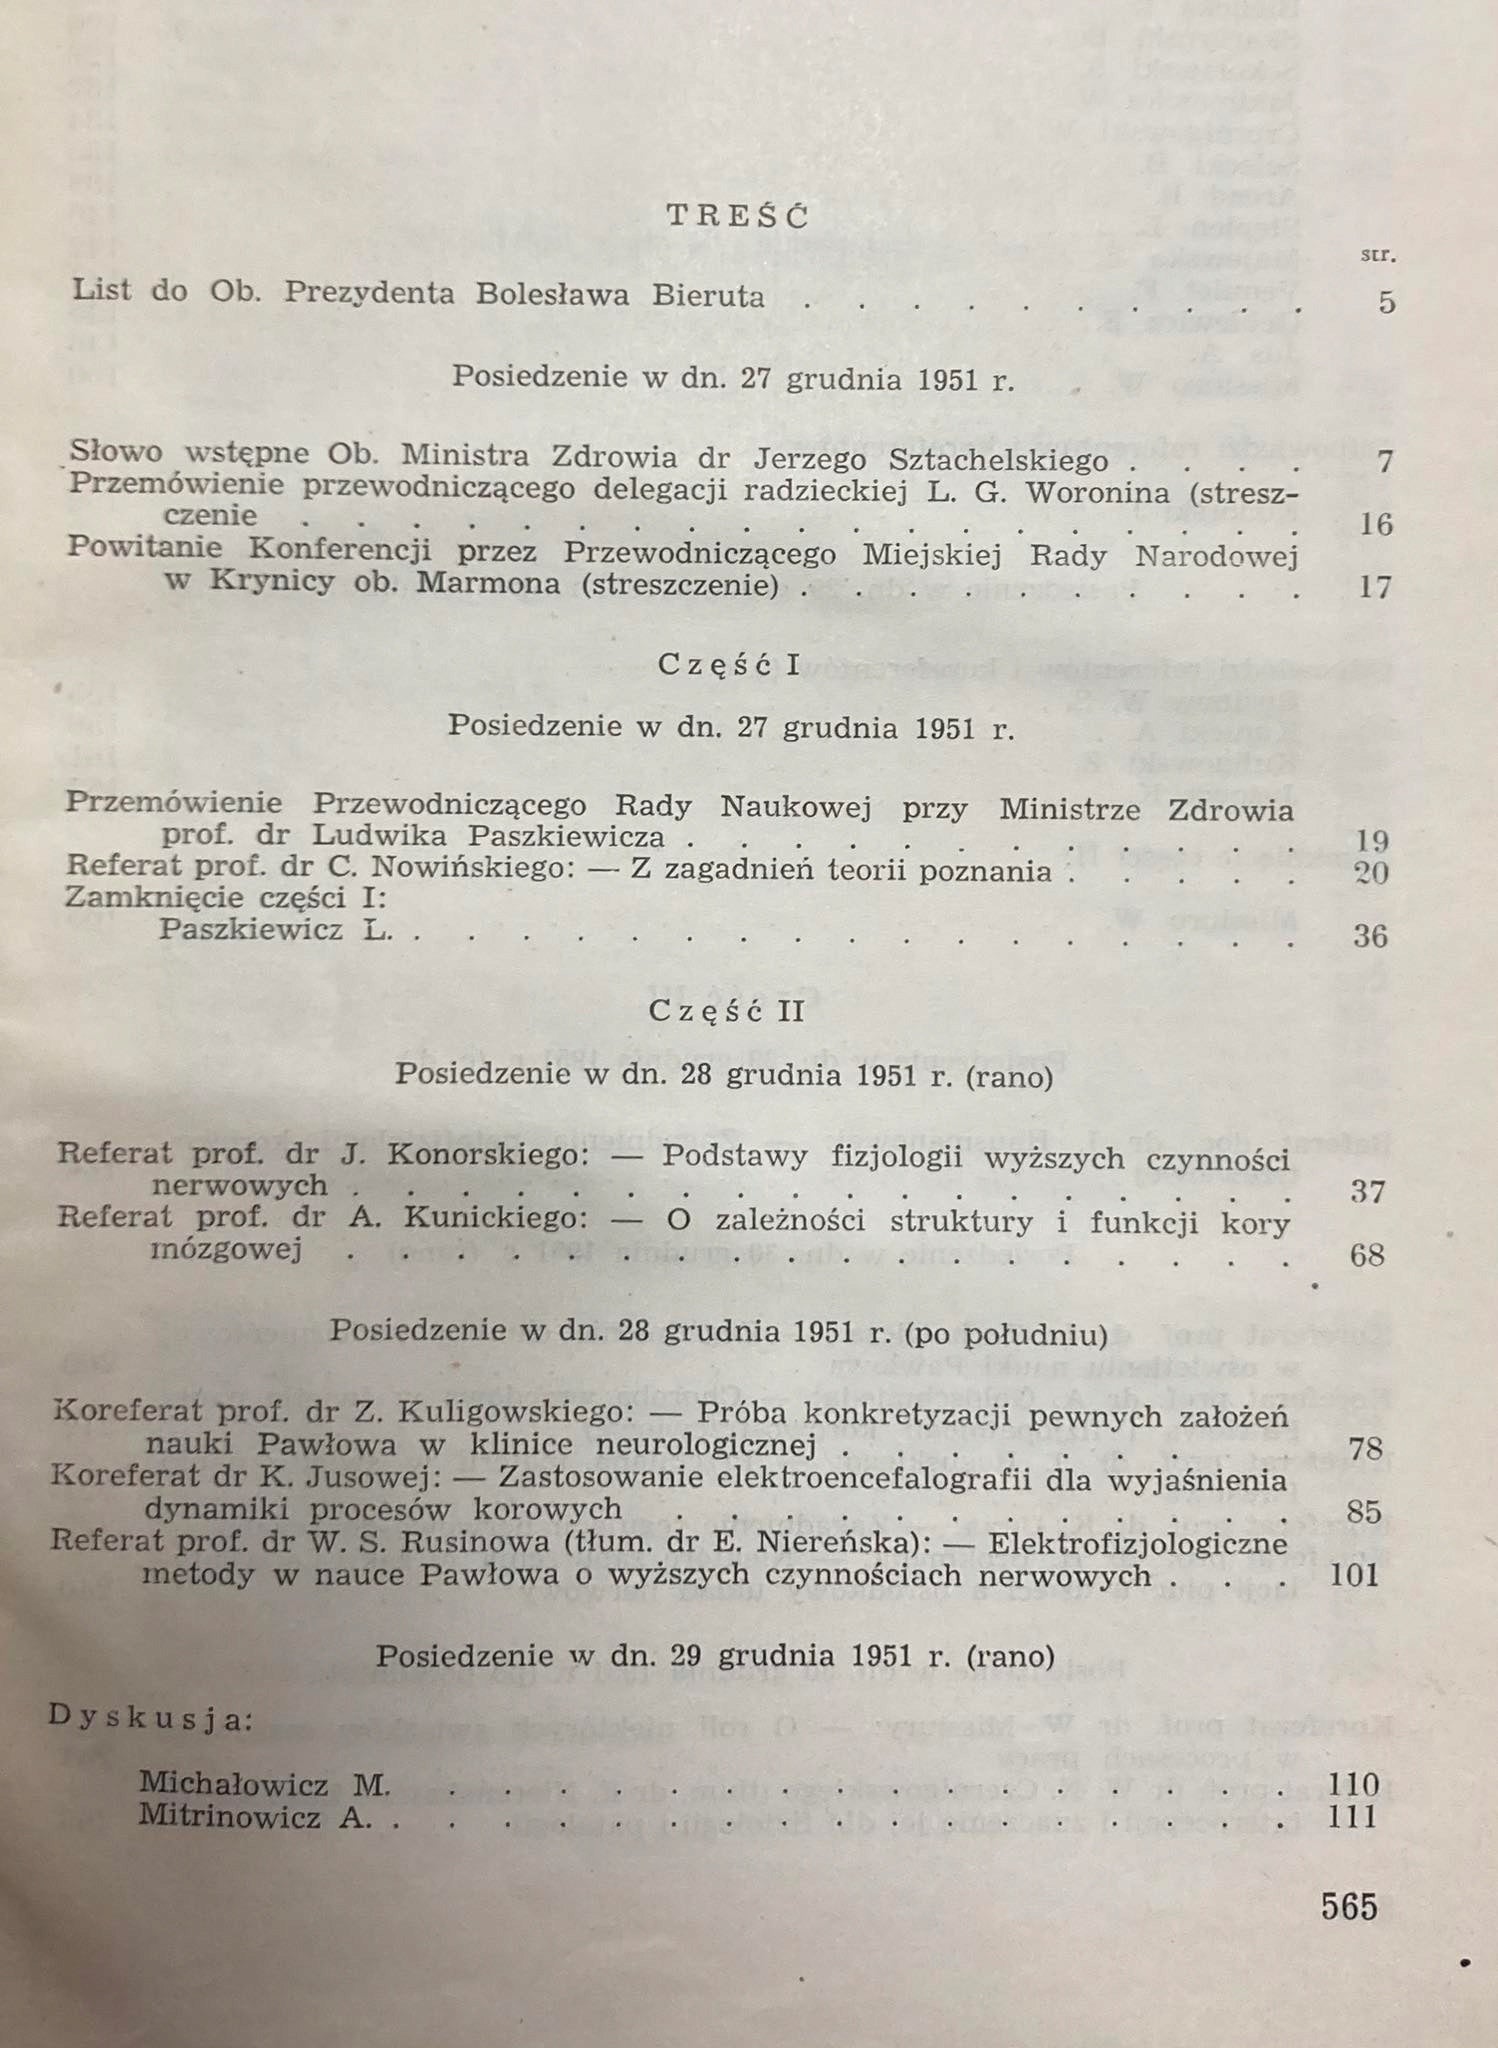 TREŚĆ
str.
List do Ob. Prezydenta Bolesława Bieruta . . . . . . . . . . 5
Posiedzenie w dn. 27 grudnia 1951 r.
Słowo wstępne Ob. Ministra Zdrowia dr Jerzego Sztachelskiego . . . . 7
Przemówienie przewodniczącego delegacji radzieckiej L. G. Woronina (stresz-
czenie . . . . . . . . . . . . . . . . . . . 16
Powitanie Konferencji przez Przewodniczącego Miejskiej Rady Narodowej
w Krynicy ob. Marmona (streszczenie) . . . . . . . . . . 17
Część I
Posiedzenie w dn. 27 grudnia 1951 r.
Przemówienie Przewodniczącego Rady Naukowej przy Ministrze Zdrowia
prof. dr Ludwika Paszkiewicza . . . . . . . . . . . . 19
Referat prof. dr C. Nowińskiego: — Z zagadnień teorii poznania . . . . . 20
Zamknięcie części I:
Paszkiewicz L. . . . . . . . . . . . . . . . . . 36
Część II
Posiedzenie w dn. 28 grudnia 1951 r. (rano)
Referat prof. dr J. Konorskiego: — Podstawy fizjologii wyższych czynności
nerwowych . . . . . . . . . . . . . . . . . . 37
Referat prof. dr A. Kunickiego: — O zależności struktury i funkcji kory
mózgowej . . . . . . . . . . . . . . . . . . 68
Posiedzenie w dn. 28 grudnia 1951 r. (po południu)
Koreferat prof. dr Z. Kuligowskiego: — Próba konkretyzacji pewnych założeń
nauki Pawłowa w klinice neurologicznej . . . . . . . . . 78
Koreferat dr K. Jusowej: — Zastosowanie elektroencefalografii dla wyjaśnienia
dynamiki procesów korowych . . . . . . . . . . . . 85
Referat prof. dr W. S. Rusinowa (tłum. dr E. Niereńska): — Elektrofizjologiczne
metody w nauce Pawłowa o wyższych czynnościach nerwowych . . . 101
Posiedzenie w dn. 29 grudnia 1951 r. (rano)
Dyskusja:
Michałowicz M. . . . . . . . . . . . . . . . . 110
Mitrinowicz A. . . . . . . . . . . . . . . . . . 111
565